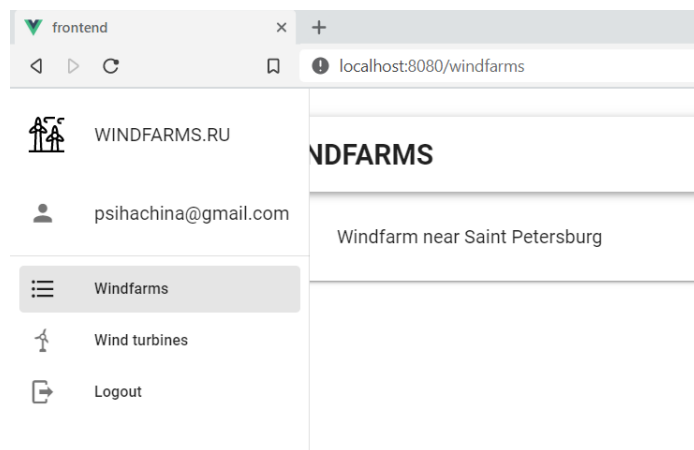 frontend
localhost:8080/windfarms
WINDFARMS.RU
NDFARMS
psihachina@gmail.com
Windfarm near Saint Petersburg
Windfarms
Wind turbines
Logout